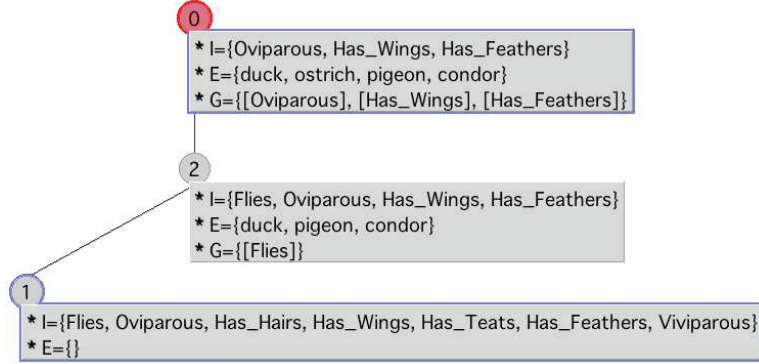 0
* I={Oviparous, Has_Wings, Has_Feathers}
* E={duck, ostrich, pigeon, condor}
* G={[Oviparous], [Has_Wings], [Has_Feathers]}
2
* I={Flies, Oviparous, Has_Wings, Has_Feathers}
* E={duck, pigeon, condor}
* G={[Flies]}
1
* I={Flies, Oviparous, Has_Hairs, Has_Wings, Has_Teats, Has_Feathers, Viviparous}
* E={}